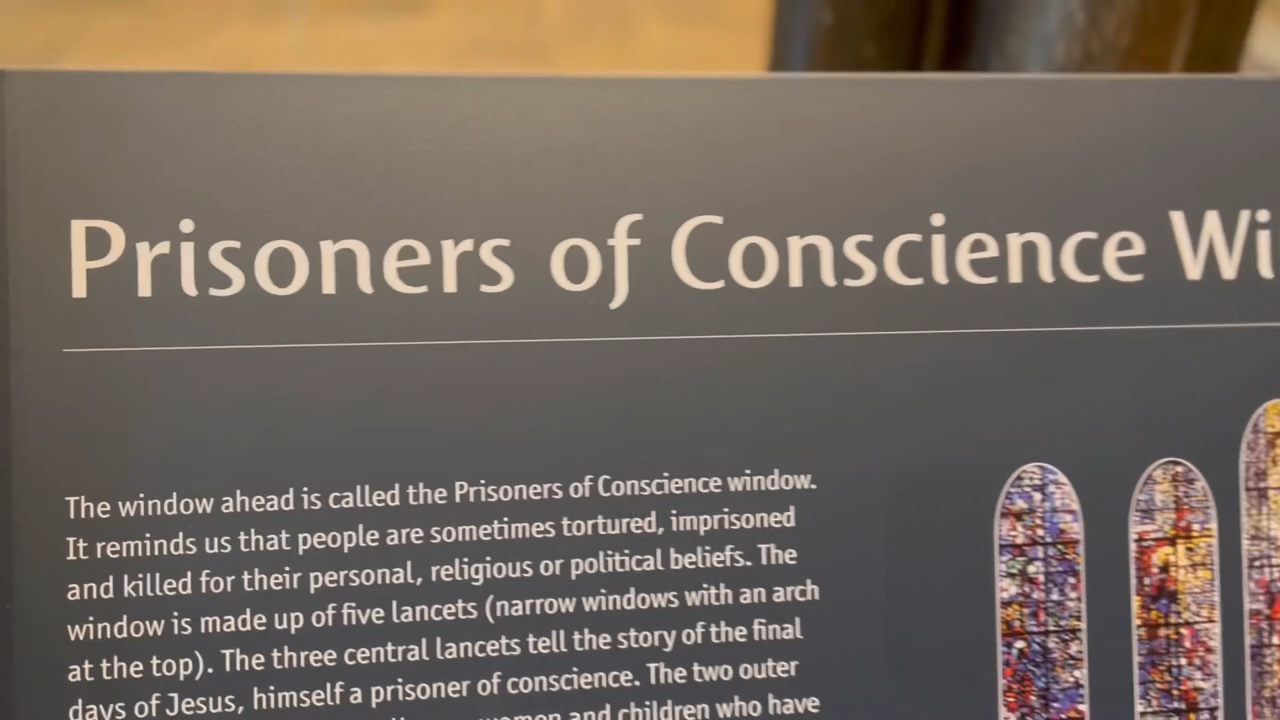 Prisoners of Conscience Wi
The window ahead is called the Prisoners of Conscience window.
It reminds us that people are sometimes tortured, imprisoned
and killed for their personal, religious or political beliefs. The
window is made up of five lancets (narrow windows with an arch
at the top). The three central lancets tell the story of the final
days of Jesus, himself a prisoner of conscience. The two outer
women and children who have